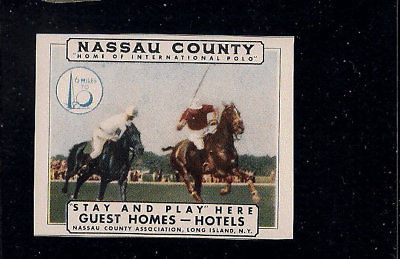 NASSAU COUNTY
"HOME OF INTERNATIONAL POLO"
6 MILES
TO
"STAY AND PLAY" HERE
GUEST HOMES — HOTELS
NASSAU COUNTY ASSOCIATION, LONG ISLAND, N.Y.